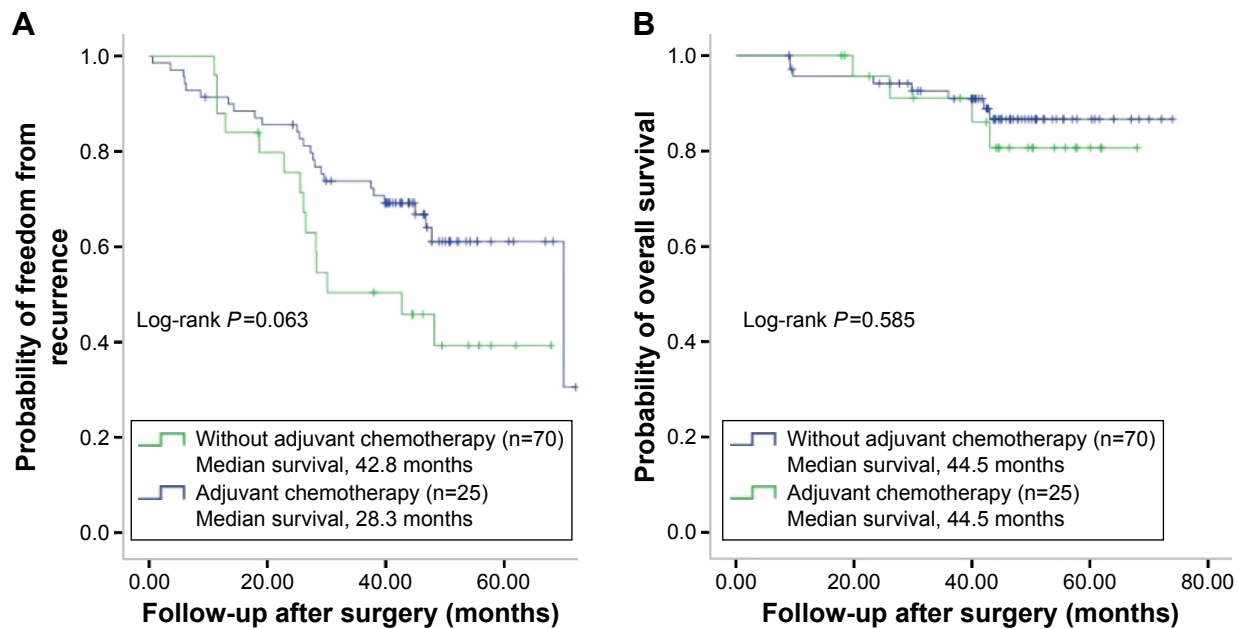 A
Probability of freedom from
recurrence
1.0
0.8
0.6
0.4
0.2
0.0
Log-rank P=0.063
Without adjuvant chemotherapy (n=70)
Median survival, 42.8 months
Adjuvant chemotherapy (n=25)
Median survival, 28.3 months
0.00 20.00 40.00 60.00
Follow-up after surgery (months)
B
Probability of overall survival
1.0
0.8
0.6
0.4
0.2
0.0
Log-rank P=0.585
Without adjuvant chemotherapy (n=70)
Median survival, 44.5 months
Adjuvant chemotherapy (n=25)
Median survival, 44.5 months
0.00 20.00 40.00 60.00 80.00
Follow-up after surgery (months)